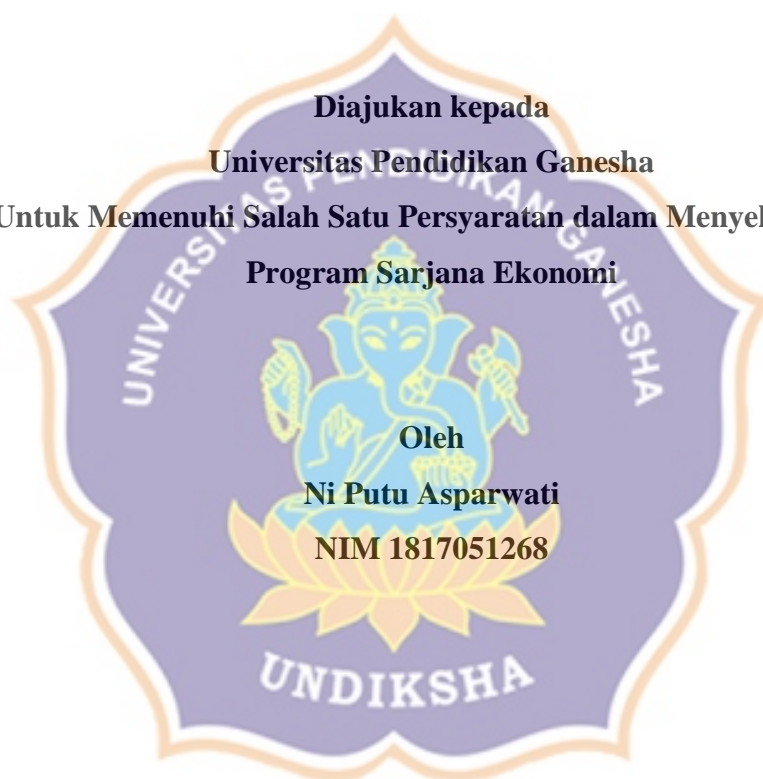 Diajukan kepada
Universitas Pendidikan Ganesha
Untuk Memenuhi Salah Satu Persyaratan dalam
Program Sarjana Ekonomi
Oleh
Ni Putu Asparwati
NIM 1817051268
UNIVERSITAS PENDIDIKAN GANESHA
UNDIKSHA